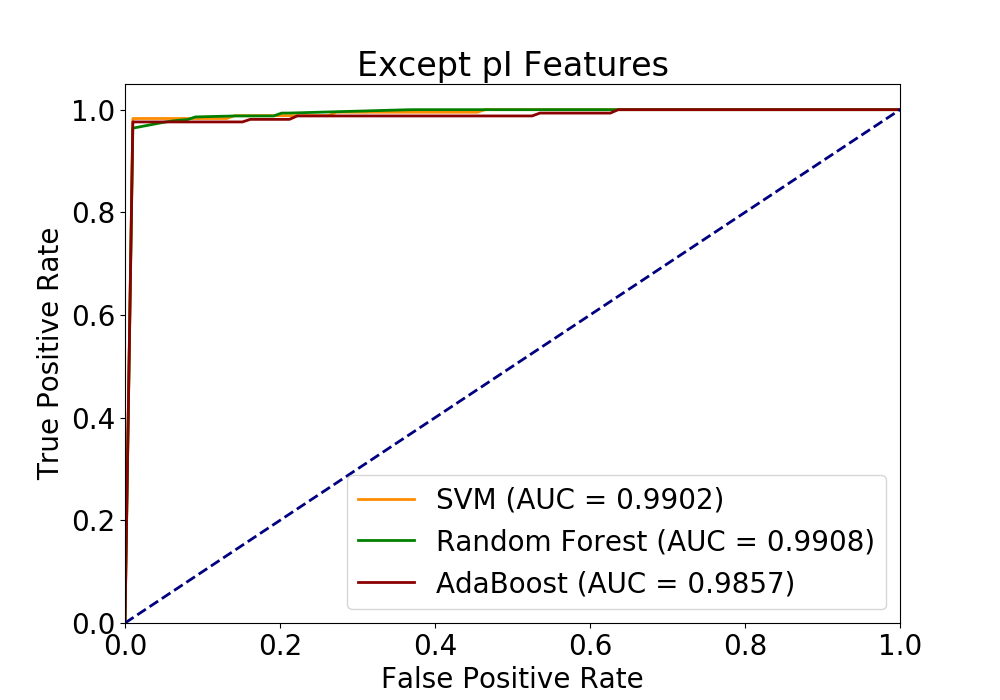 Except pI Features
1.0
0.8
0.6
0.4
0.2
0.0
True Positive Rate
SVM (AUC = 0.9902)
Random Forest (AUC = 0.9908)
AdaBoost (AUC = 0.9857)
0.0 0.2 0.4 0.6 0.8 1.0
False Positive Rate